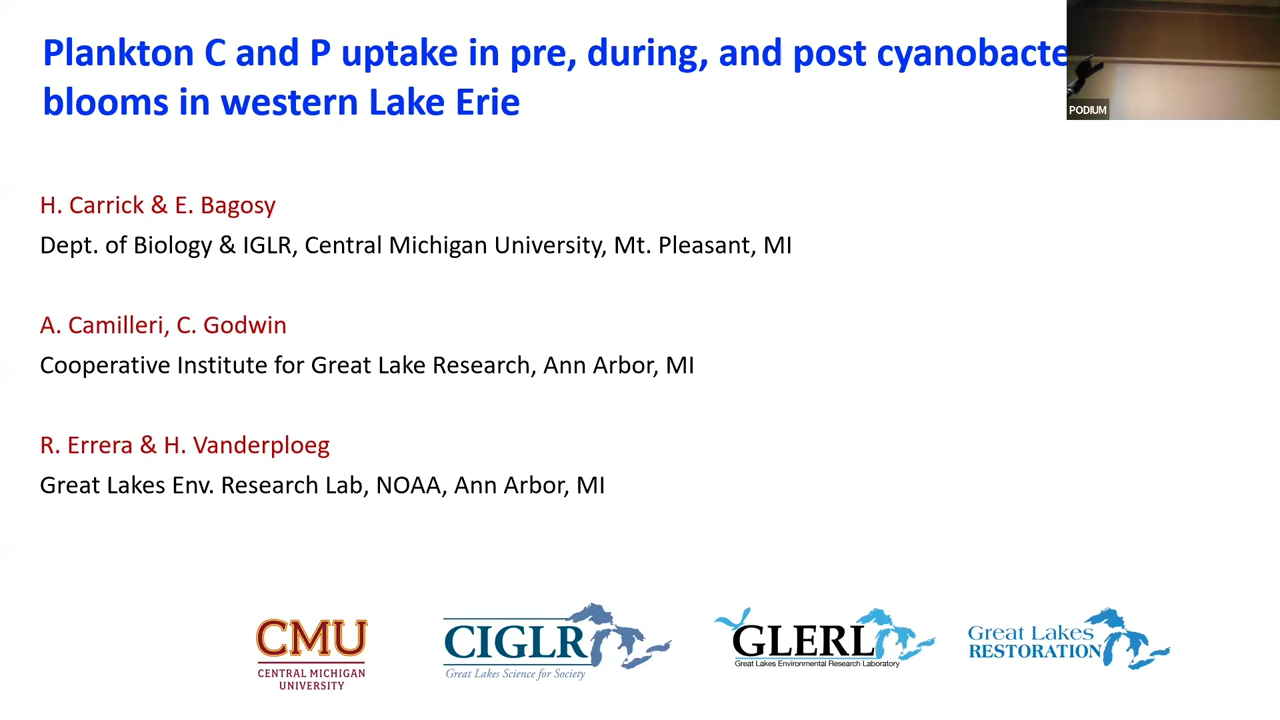 Plankton C and P uptake in pre, during, and post cyanobacte
blooms in western Lake Erie
PODIUM
H. Carrick & E. Bagosy
Dept. of Biology & IGLR, Central Michigan University, Mt. Pleasant, MI
A. Camilleri, C. Godwin
Cooperative Institute for Great Lake Research, Ann Arbor, MI
R. Errera & H. Vanderploeg
Great Lakes Env. Research Lab, NOAA, Ann Arbor, MI
CMU
CENTRAL MICHIGAN
UNIVERSITY
CIGLR
Great Lakes Science for Society
GLERL
Great Lakes Environmental Research Laboratory
Great Lakes
RESTORATION